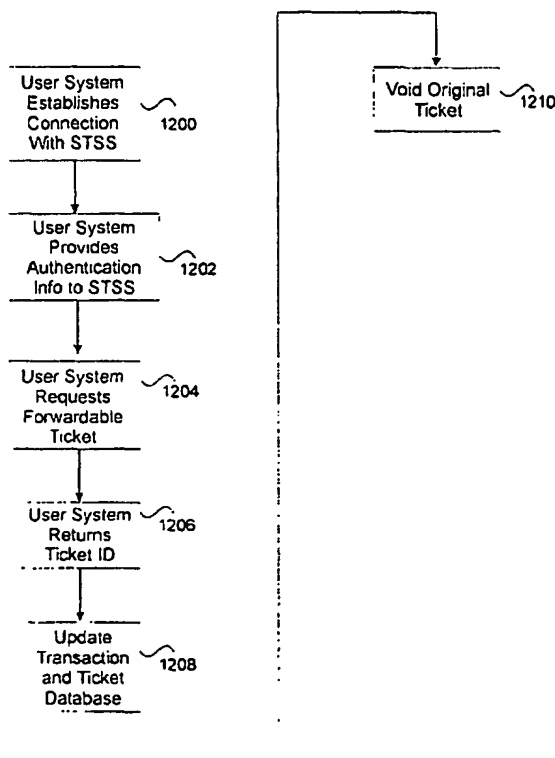 User System
Establishes
Connection
With STSS
1200
User System
Provides
Authentication
Info to STSS
1202
User System
Requests
Forwardable
Ticket
1204
User System
Returns
Ticket ID
1206
Update
Transaction
and Ticket
Database
1208
Void Original
Ticket
1210